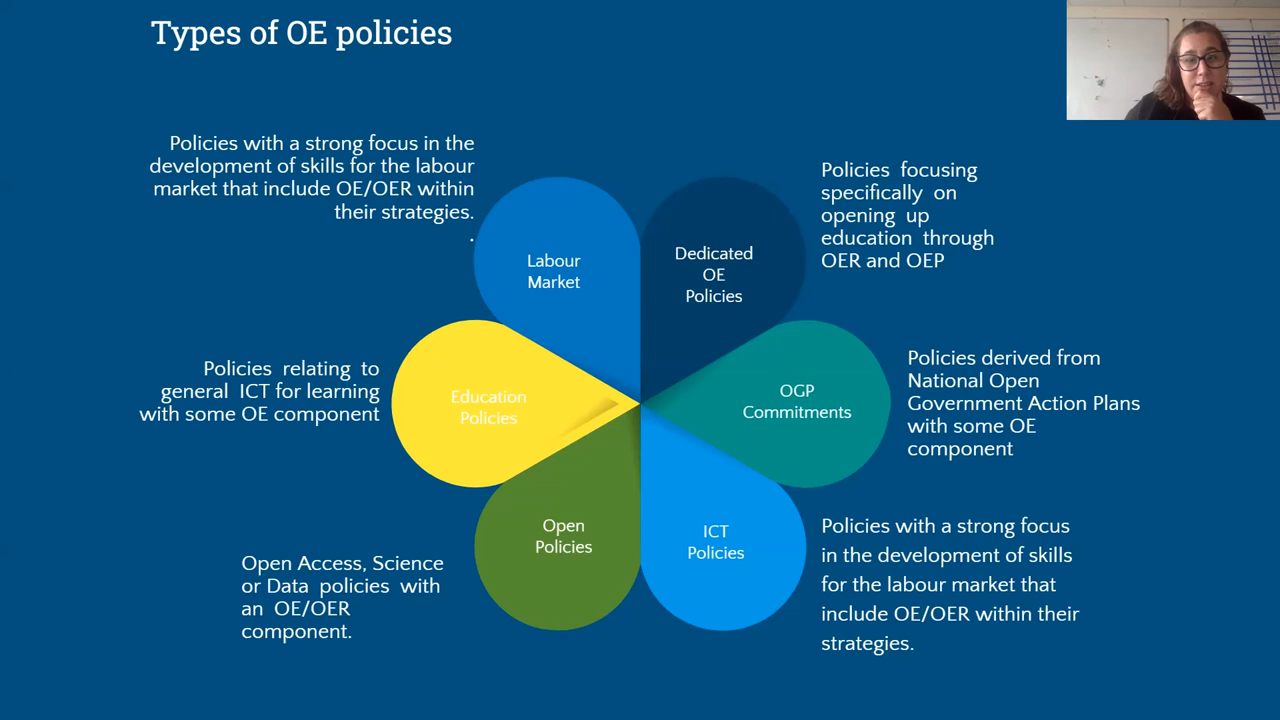 Types of OE policies
Policies with a strong focus in the
development of skills for the labour
market that include OE/OER within
their strategies.
.
Labour
Market
Dedicated
OE
Policies
Policies focusing
specifically on
opening up
education through
OER and OEP
Policies relating to
general ICT for learning
with some OE component
Education
Policies
OGP
Commitments
Policies derived from
National Open
Government Action Plans
with some OE
component
Open Access, Science
or Data policies with
an OE/OER
component.
Open
Policies
ICT
Policies
Policies with a strong focus
in the development of skills
for the labour market that
include OE/OER within their
strategies.